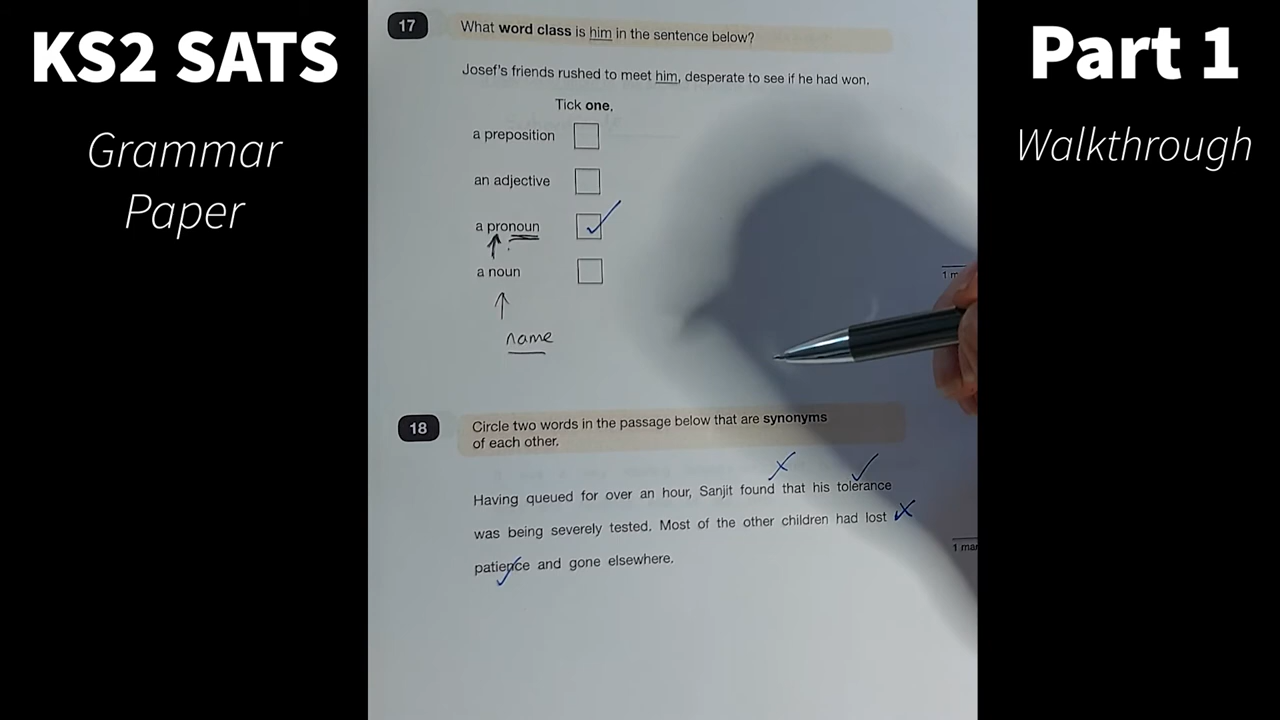 KS2 SATS
Grammar
Paper
17
What word class is him in the sentence below?
Josef's friends rushed to meet him, desperate to see if he had won.
Tick one.
a preposition
an adjective
a pronoun
a noun
name
1 m
18
Circle two words in the passage below that are synonyms
of each other.
Having queued for over an hour, Sanjit found that his tolerance
was being severely tested. Most of the other children had lost
patience and gone elsewhere.
1 mar
Part 1
Walkthrough